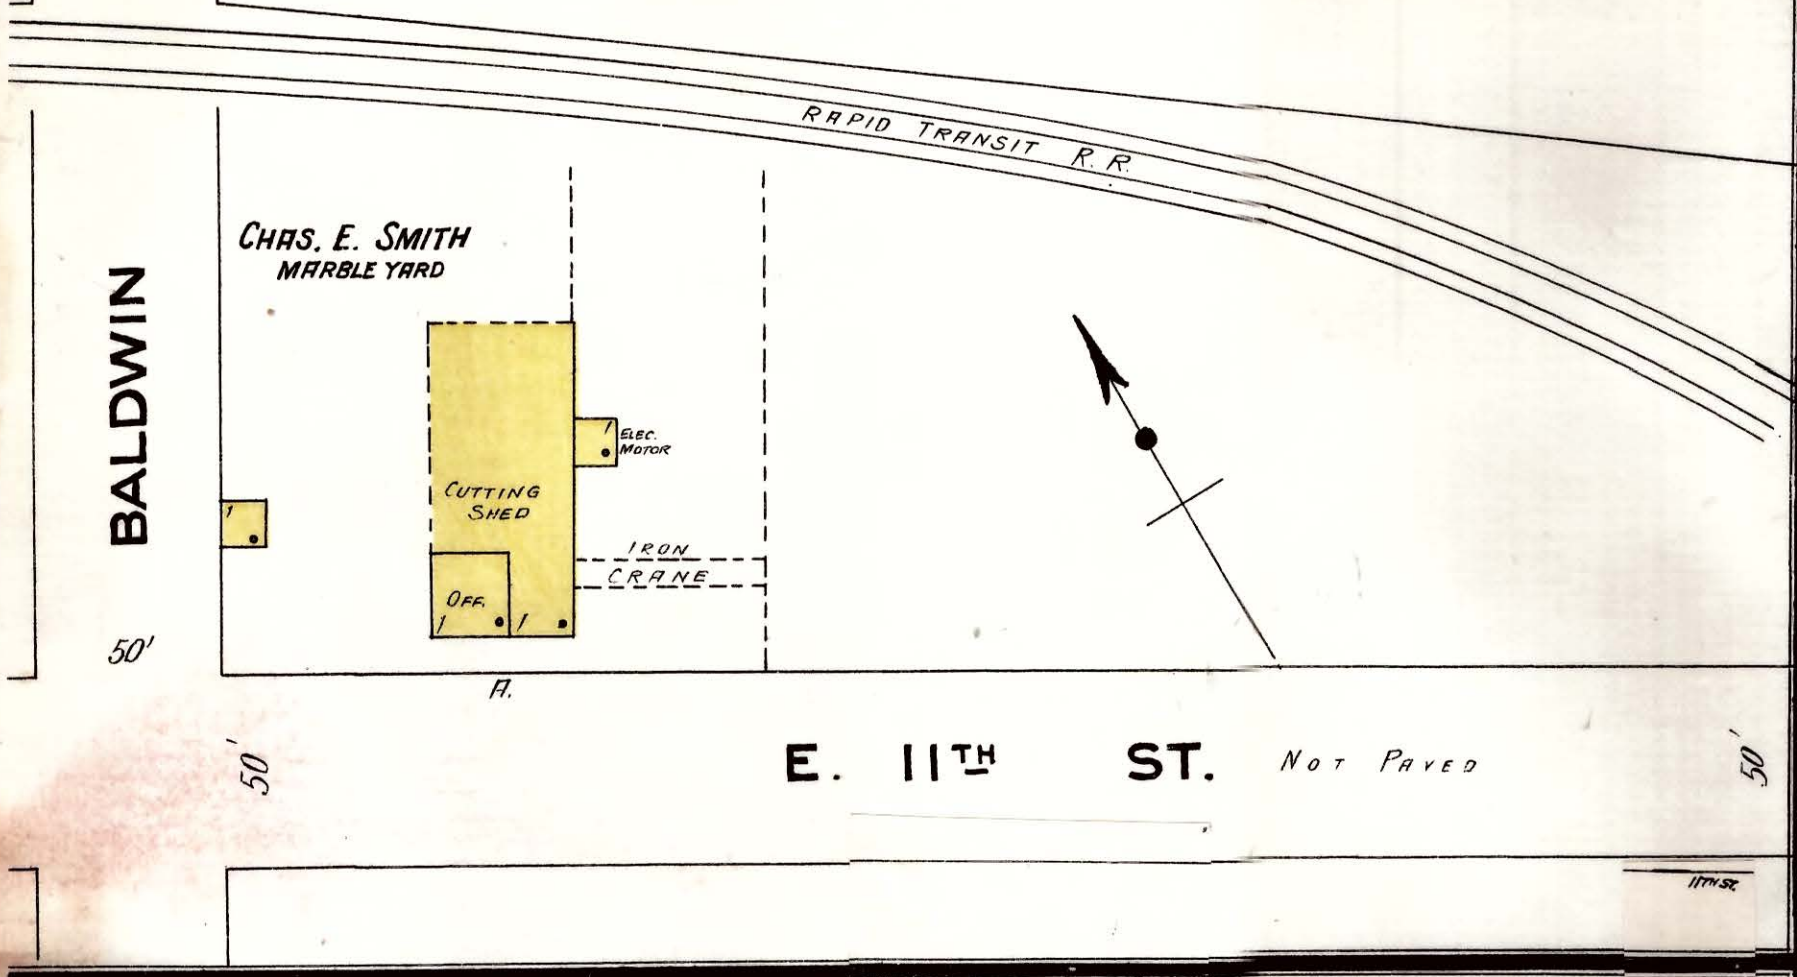 RAPID TRANSIT R.R.
CHAS. E. SMITH
MARBLE YARD
BALDWIN
1
ELEC.
MOTOR
CUTTING
SHED
1
IRON
CRANE
OFF.
1
1
50'
A.
50'
E. 11TH ST. NOT PAVED
50'
11TH ST.